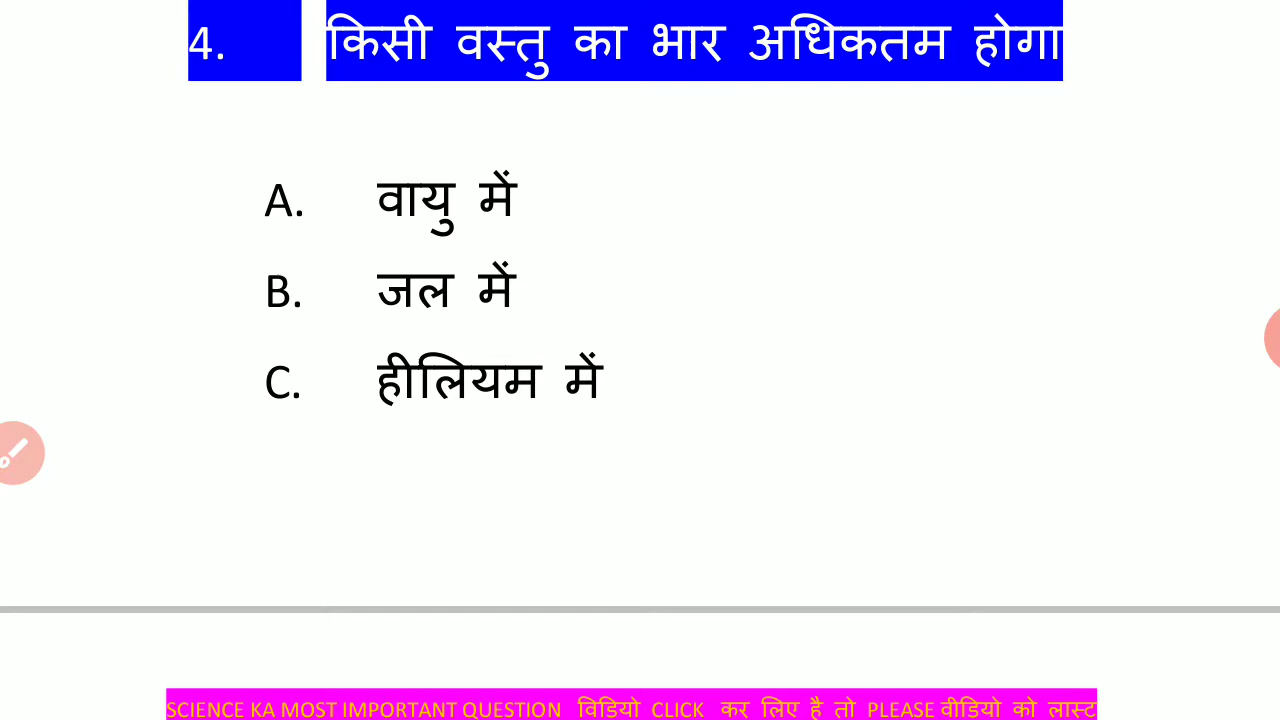 4. किसी वस्तु का भार अधिकतम होगा
A. वायु में
B. जल में
C. हीलियम में
SCIENCE KA MOST IMPORTANT QUESTION विडियो CLICK कर लिए है तो PLEASE वीडियो को लास्ट